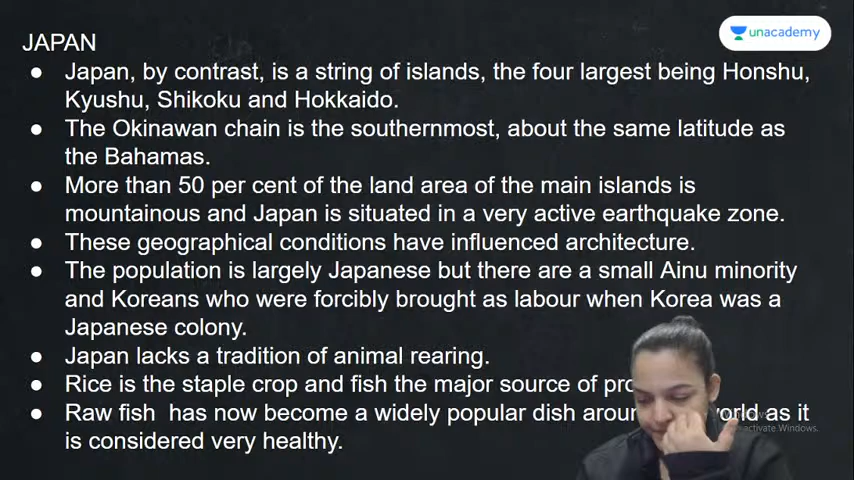 unacademy
JAPAN
● Japan, by contrast, is a string of islands, the four largest being Honshu,
Kyushu, Shikoku and Hokkaido.
● The Okinawan chain is the southernmost, about the same latitude as
the Bahamas.
● More than 50 per cent of the land area of the main islands is
mountainous and Japan is situated in a very active earthquake zone.
● These geographical conditions have influenced architecture.
● The population is largely Japanese but there are a small Ainu minority
and Koreans who were forcibly brought as labour when Korea was a
Japanese colony.
● Japan lacks a tradition of animal rearing.
● Rice is the staple crop and fish the major source of
● Raw fish has now become a widely popular dish as it
is considered very healthy.
activate Windows.